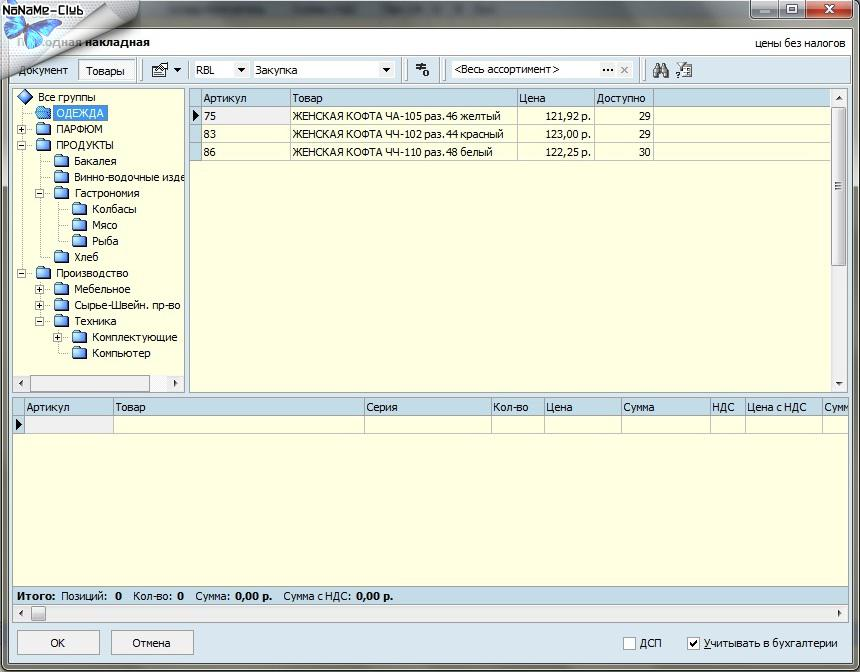 NaNaMe-Club
накладная
цены без налогов
Документ Товары RBL Закупка <Весь ассортимент> ...
Все группы
ОДЕЖДА
ПАРФЮМ
ПРОДУКТЫ
Бакалея
Винно-водочные изде
Гастрономия
Колбасы
Мясо
Рыба
Хлеб
Производство
Мебельное
Сырье-Швейн. пр-во
Техника
Комплектующие
Компьютер
Артикул Товар Цена Доступно
75 ЖЕНСКАЯ КОФТА ЧА-105 раз.46 желтый 121,92 р. 29
83 ЖЕНСКАЯ КОФТА ЧЧ-102 раз.44 красный 123,00 р. 29
86 ЖЕНСКАЯ КОФТА ЧЧ-110 раз.48 белый 122,25 р. 30
Артикул Товар Серия Кол-во Цена Сумма НДС Цена с НДС Сумм
Итого: Позиций: 0 Кол-во: 0 Сумма: 0,00 р. Сумма с НДС: 0,00 р.
OK Отмена ДСП Учитывать в бухгалтерии